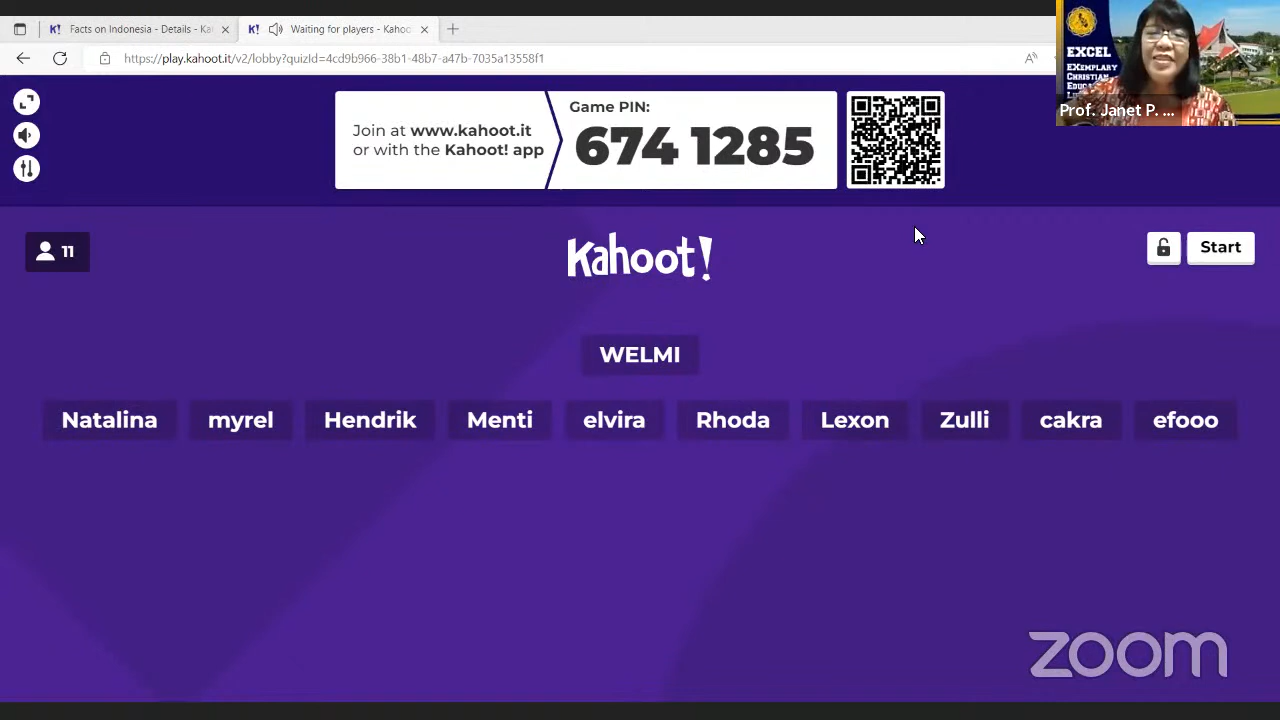 Facts on Indonesia - Details - Ka
Waiting for players - Kahoo
https://play.kahoot.it/v2/lobby?quizId=4cd9b966-38b1-48b7-a47b-7035a13558f1
EXCEL
EXemplary
Christian
Prof. Janet P. ...
Join at www.kahoot.it
or with the Kahoot! app
Game PIN:
674 1285
11
Kahoot!
Start
WELMI
Natalina myrel Hendrik Menti elvira Rhoda Lexon Zulli cakra efooo
zoom